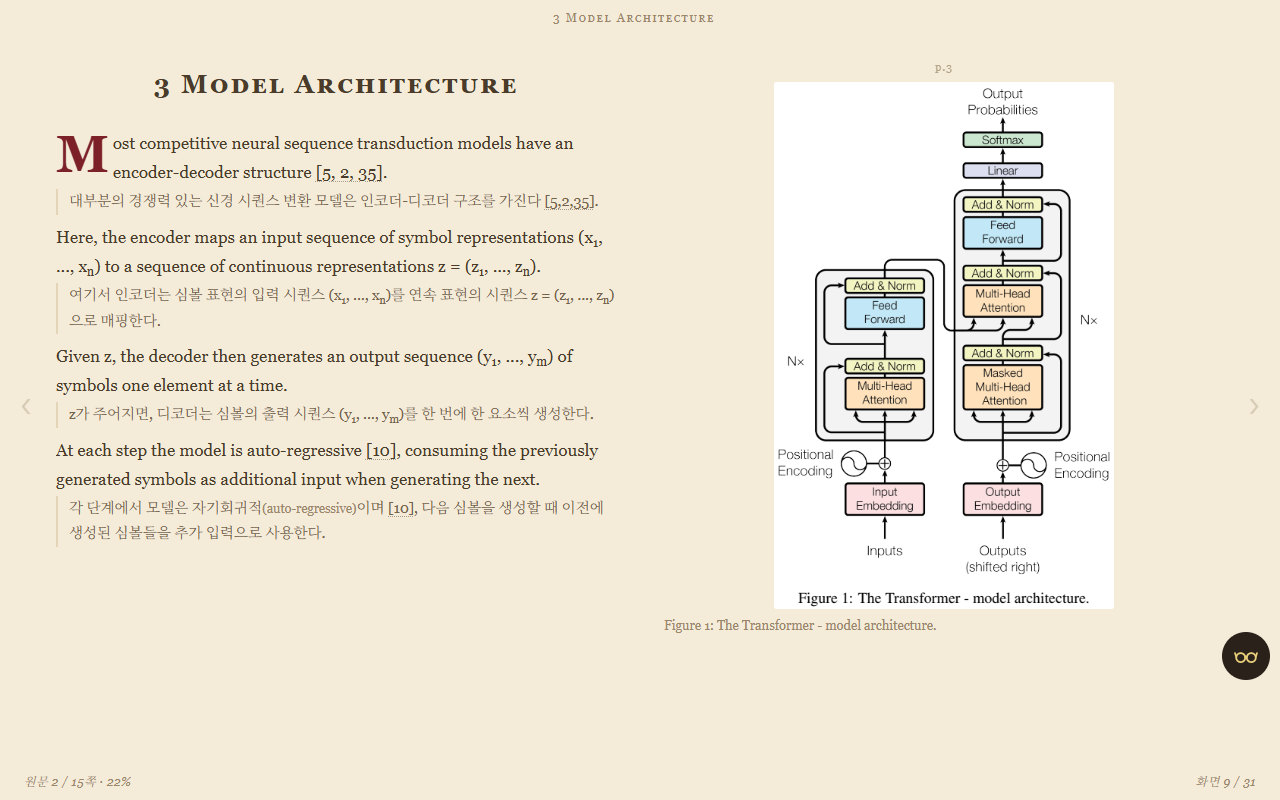 3 Model Architecture
3 Model Architecture
Most competitive neural sequence transduction models have an
encoder-decoder structure [5, 2, 35].
대부분의 경쟁력 있는 신경 시퀀스 변환 모델은 인코더-디코더 구조를 가진다 [5,2,35].
Here, the encoder maps an input sequence of symbol representations (x₁,
..., xₙ) to a sequence of continuous representations z = (z₁, ..., zₙ).
여기서 인코더는 심볼 표현의 입력 시퀀스 (x₁, ..., xₙ)를 연속 표현의 시퀀스 z = (z₁, ..., zₙ)
으로 매핑한다.
Given z, the decoder then generates an output sequence (y₁, ..., yₘ) of
symbols one element at a time.
z가 주어지면, 디코더는 심볼의 출력 시퀀스 (y₁, ..., yₘ)를 한 번에 한 요소씩 생성한다.
At each step the model is auto-regressive [10], consuming the previously
generated symbols as additional input when generating the next.
각 단계에서 모델은 자기회귀적(auto-regressive)이며 [10], 다음 심볼을 생성할 때 이전에
생성된 심볼들을 추가 입력으로 사용한다.
p.3
Output
Probabilities
Softmax
Linear
Add & Norm
Feed
Forward
Add & Norm
Multi-Head
Attention
Nx
Add & Norm
Masked
Multi-Head
Attention
Add & Norm
Feed
Forward
Nx
Add & Norm
Multi-Head
Attention
Positional
Encoding
Positional
Encoding
Input
Embedding
Output
Embedding
Inputs
Outputs
(shifted right)
Figure 1: The Transformer - model architecture.
Figure 1: The Transformer - model architecture.
원문 2 / 15쪽 · 22%
화면 9 / 31